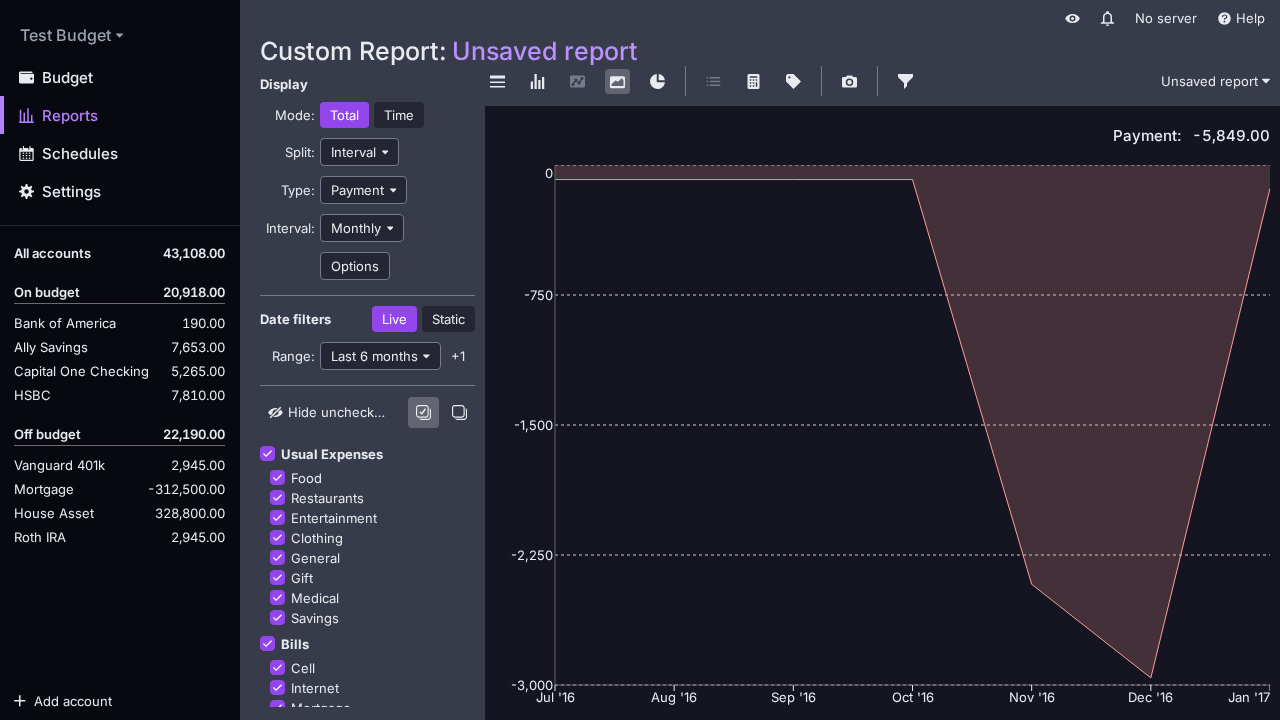 Test Budget
Budget
Reports
Schedules
Settings
All accounts 43,108.00
On budget 20,918.00
Bank of America 190.00
Ally Savings 7,653.00
Capital One Checking 5,265.00
HSBC 7,810.00
Off budget 22,190.00
Vanguard 401k 2,945.00
Mortgage -312,500.00
House Asset 328,800.00
Roth IRA 2,945.00
Add account
No server
Help
Custom Report: Unsaved report
Display
Mode: Total Time
Split: Interval
Type: Payment
Interval: Monthly
Options
Date filters Live Static
Range: Last 6 months +1
Hide uncheck...
Usual Expenses
Food
Restaurants
Entertainment
Clothing
General
Gift
Medical
Savings
Bills
Cell
Internet
Mortgage
Unsaved report
Payment: -5,849.00
0
-750
-1,500
-2,250
-3,000
Jul '16 Aug '16 Sep '16 Oct '16 Nov '16 Dec '16 Jan '17